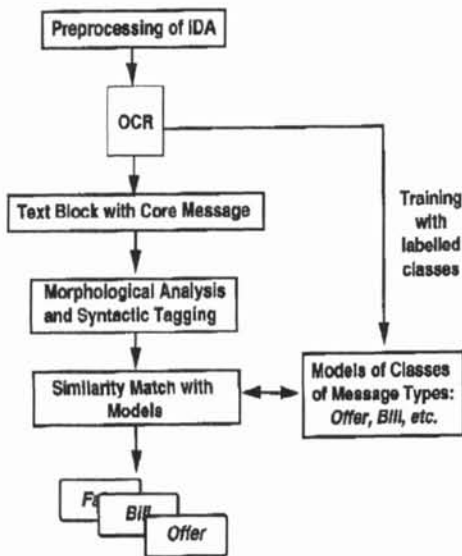 Preprocessing of IDA
OCR
Text Block with Core Message
Training
with
labelled
classes
Morphological Analysis
and Syntactic Tagging
Similarity Match with
Models
Models of Classes
of Message Types:
Offer, Bill, etc.
Bill
Offer